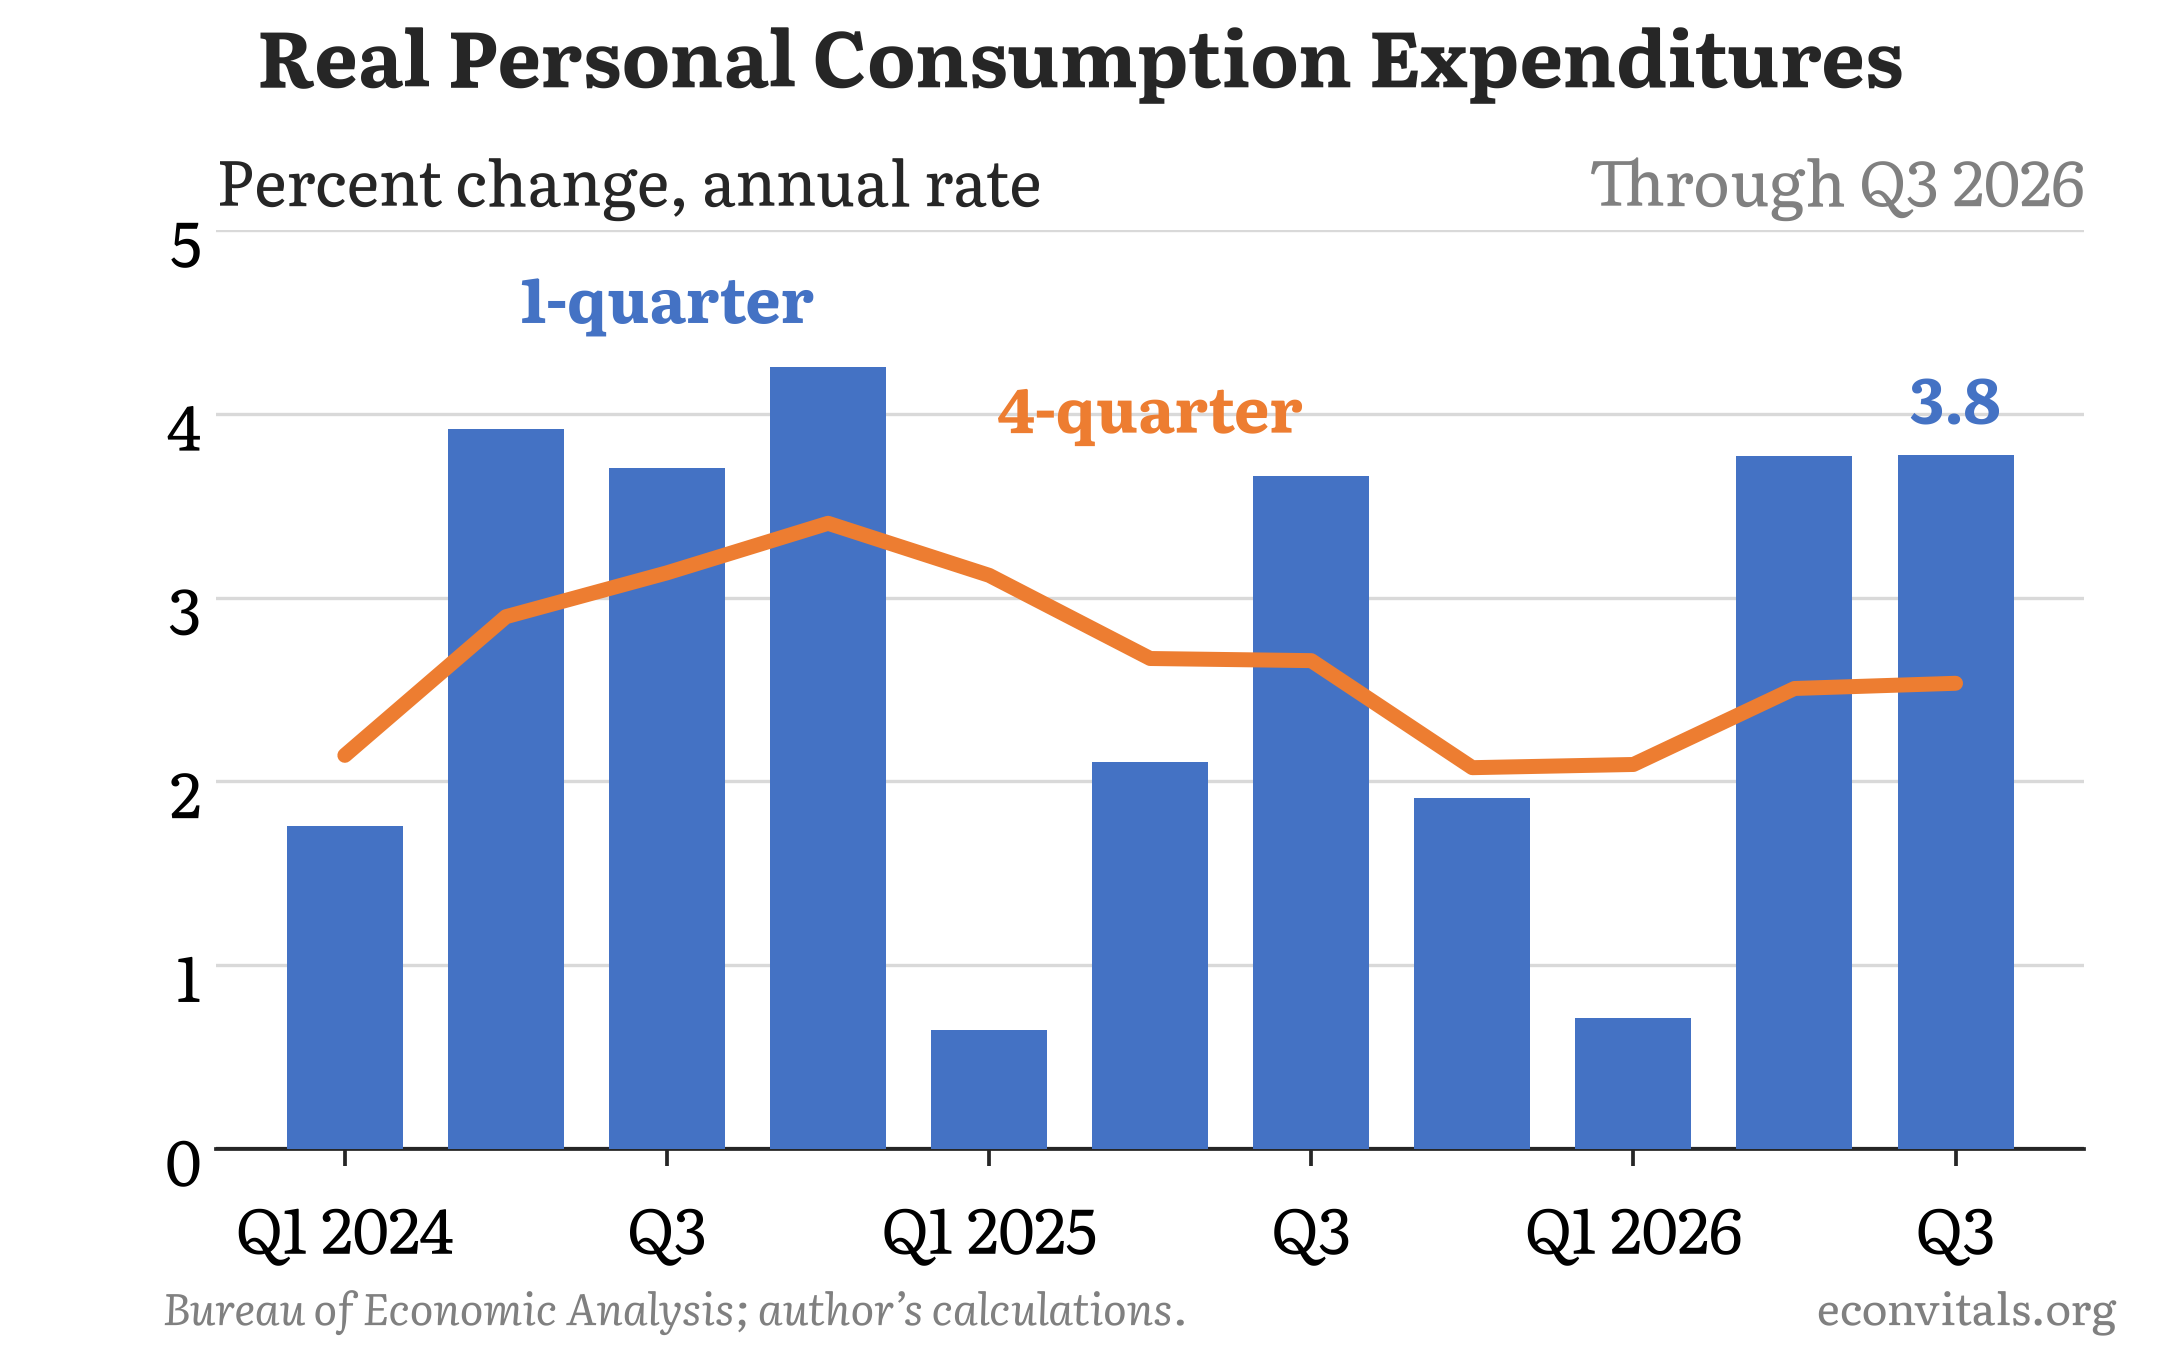 Real Personal Consumption Expenditures
Percent change, annual rate
Through Q3 2026
5
1-quarter
4-quarter
3.8
4
3
2
1
0
Q1 2024
Q3
Q1 2025
Q3
Q1 2026
Q3
Bureau of Economic Analysis; author’s calculations.
econvitals.org